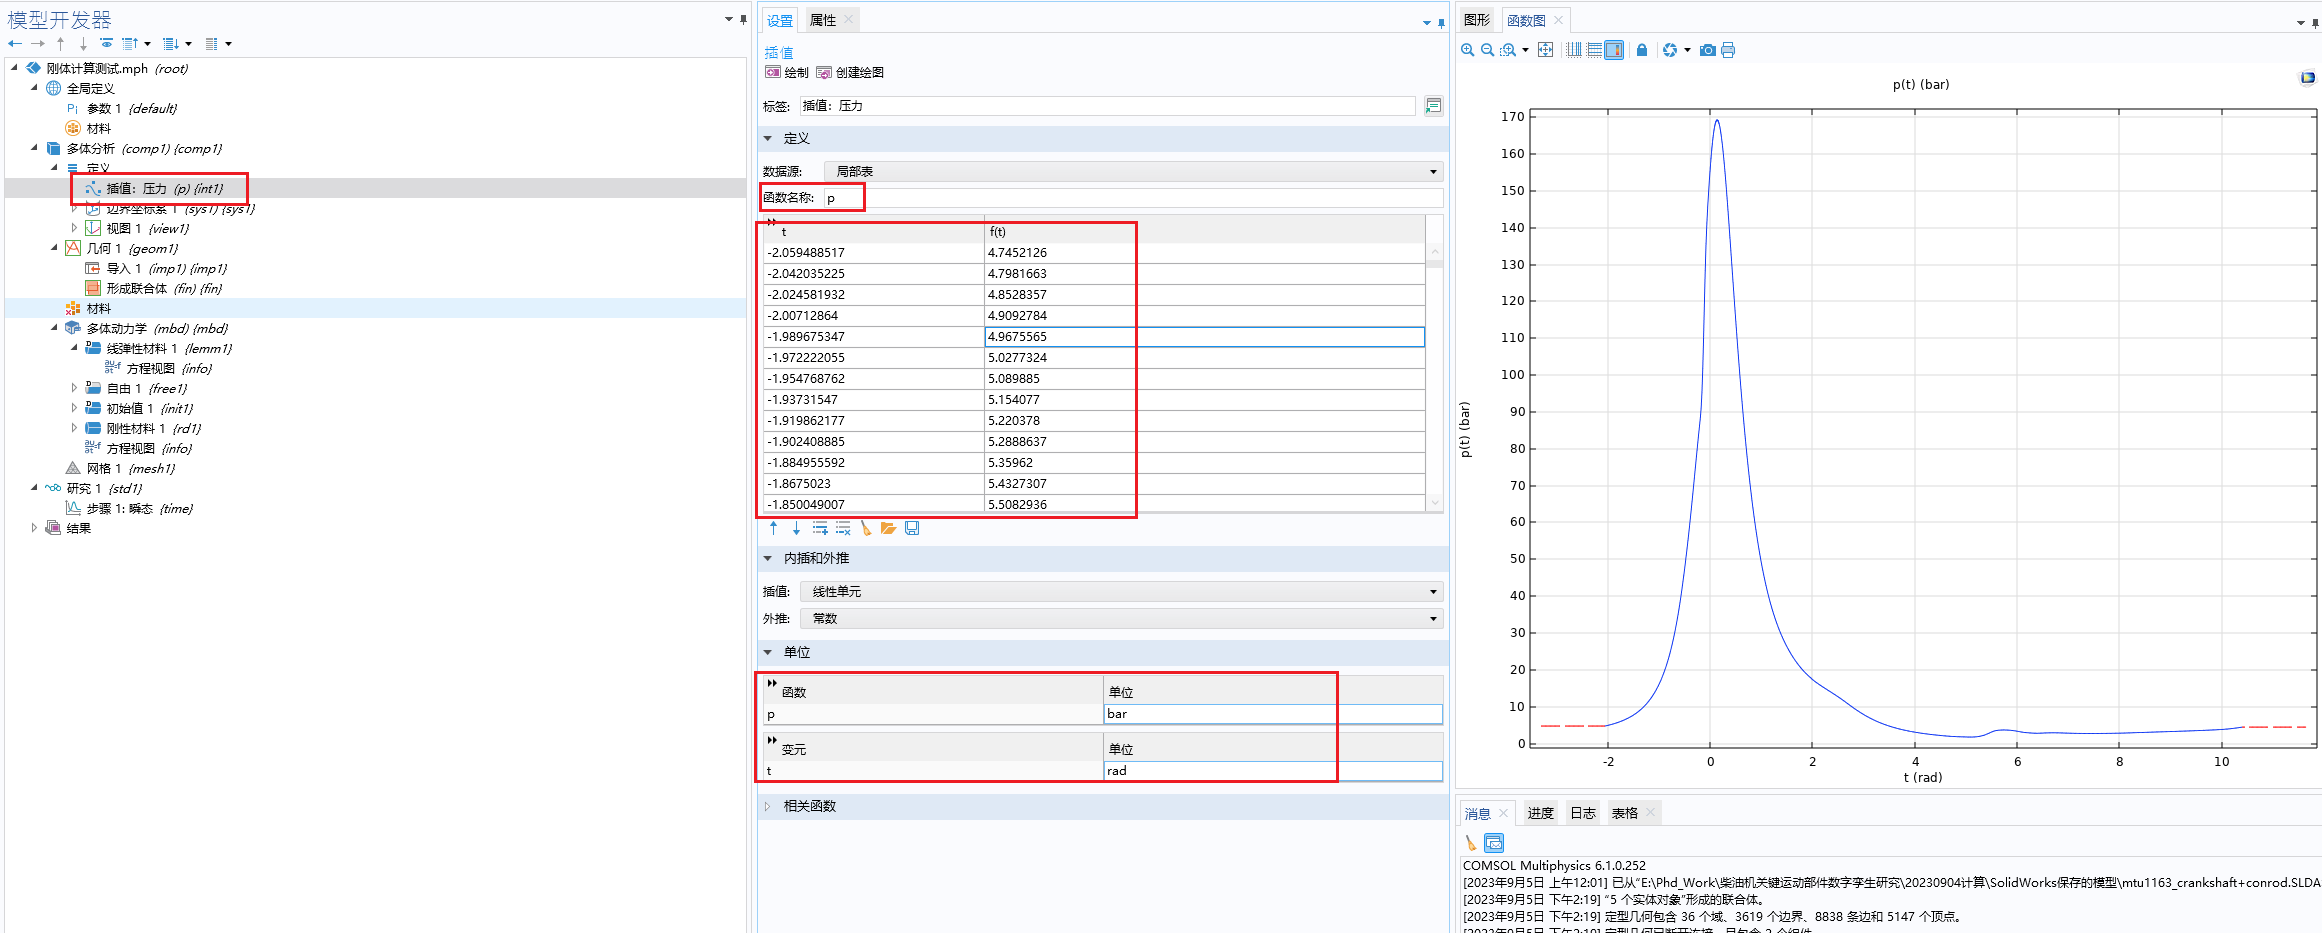 模型开发器
刚体计算测试.mph (root)
全局定义
Pi 参数 1 {default}
材料
多体分析 (comp1) {comp1}
定义
插值：压力 (p) {int1}
边界坐标系 1 (sys1) {sys1}
视图 1 {view1}
几何 1 {geom1}
导入 1 (imp1) {imp1}
形成联合体 (fin) {fin}
材料
多体动力学 (mbd) {mbd}
线弹性材料 1 {lemm1}
方程视图 {info}
自由 1 {free1}
初始值 1 {init1}
刚性材料 1 {rd1}
方程视图 {info}
网格 1 {mesh1}
研究 1 {std1}
步骤 1: 瞬态 {time}
结果
设置 属性
插值
绘制 创建绘图
标签: 插值：压力
定义
数据源: 局部表
函数名称: p
t f(t)
-2.059488517 4.7452126
-2.042035225 4.7981663
-2.024581932 4.8528357
-2.00712864 4.9092784
-1.989675347 4.9675565
-1.972222055 5.0277324
-1.954768762 5.089885
-1.93731547 5.154077
-1.919862177 5.220378
-1.902408885 5.2888637
-1.884955592 5.35962
-1.8675023 5.4327307
-1.850049007 5.5082936
内插和外推
插值: 线性单元
外推: 常数
单位
函数 单位
p bar
变元 单位
t rad
相关函数
图形 函数图
p(t) (bar)
170
160
150
140
130
120
110
100
90
80
70
60
50
40
30
20
10
0
p(t) (bar)
-2 0 2 4 6 8 10
t (rad)
消息 进度 日志 表格
COMSOL Multiphysics 6.1.0.252
[2023年9月5日 上午12:01] 已从“E:\Phd_Work\柴油机关键运动部件数字孪生研究\20230904计算\SolidWorks保存的模型\mtu1163_crankshaft+conrod.SLDA
[2023年9月5日 下午2:19] “5 个实体对象”形成的联合体。
[2023年9月5日 下午2:19] 定型几何包含 36 个域、3619 个边界、8838 条边和 5147 个顶点。